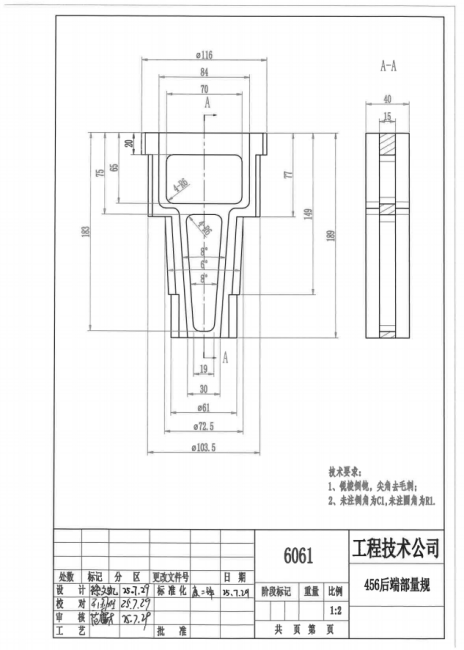 ø116
84
70
A
A-A
40
15
20
65
75
183
77
149
189
4-R6
8°
6°
8°
A
19
30
ø61
ø72.5
ø103.5
技术要求:
1、锐棱倒钝，尖角去毛刺;
2、未注倒角为C1,未注圆角为R1.
6061
工程技术公司
456后端部量规
处数 标记 分 区 更改文件号 日 期
设 计 25.7.29 标 准 化 25.7.29
校 对 25.7.29
审 核 25.7.29
工 艺 批 准
阶段标记 重量 比例
1:2
共 页 第 页